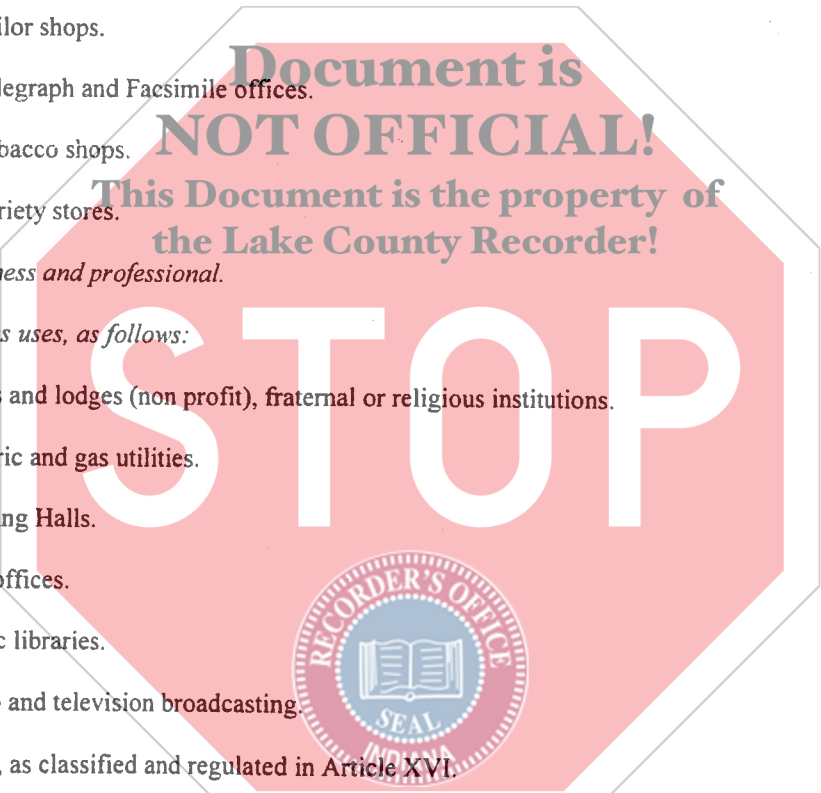 ilor shops.
Document is
legraph and Facsimile offices.
NOT OFFICIAL!
bacco shops.
This Document is the property of
riety stores.
the Lake County Recorder!
ness and professional.
s uses, as follows:
STOP
s and lodges (non profit), fraternal or religious institutions.
ric and gas utilities.
ng Halls.
offices.
c libraries.
and television broadcasting.
, as classified and regulated in Article XVI.
RECORDER'S OFFICE
SEAL
INDIANA